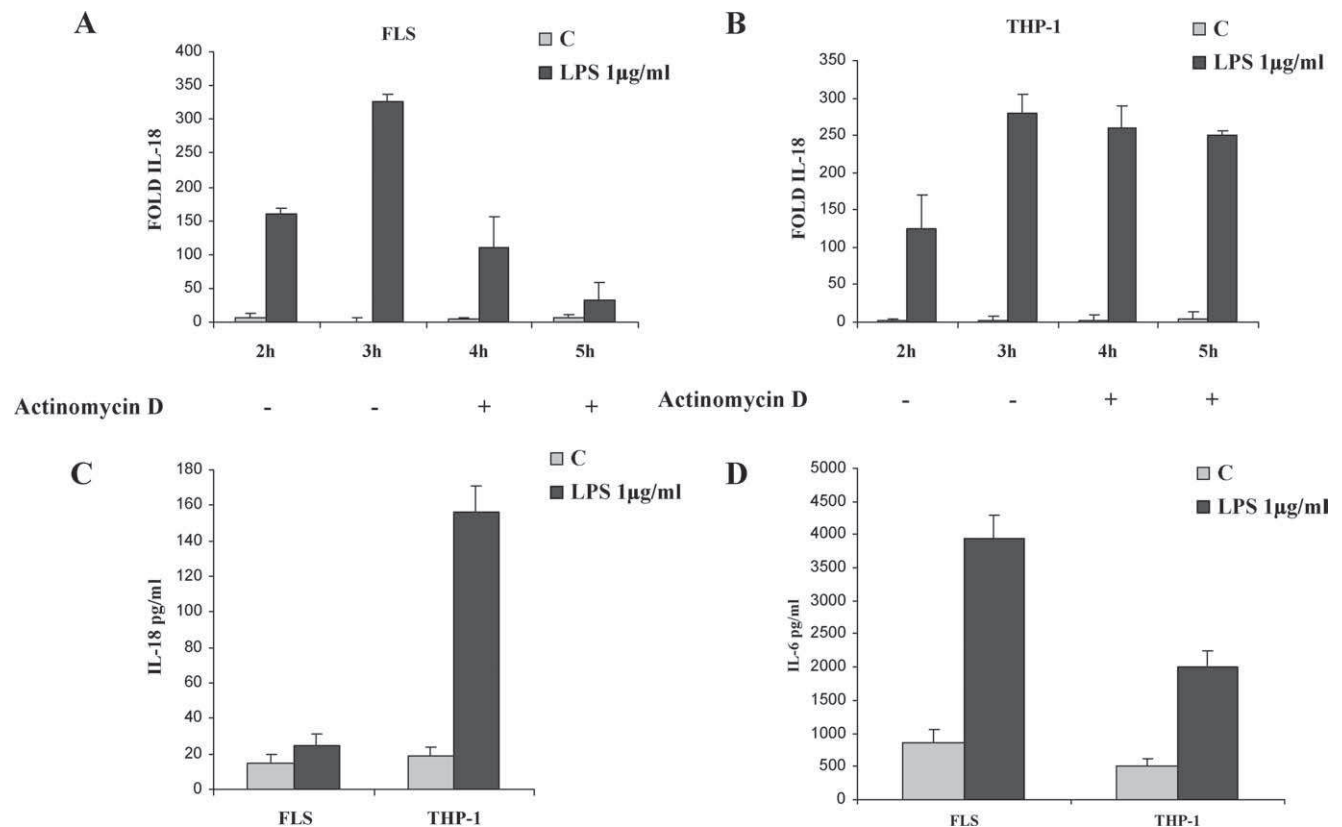 A
FLS
C
LPS 1µg/ml
FOLD IL-18
400
350
300
250
200
150
100
50
0
2h 3h 4h 5h
Actinomycin D - - + +
B
THP-1
C
LPS 1µg/ml
FOLD IL-18
350
300
250
200
150
100
50
0
2h 3h 4h 5h
Actinomycin D - - + +
C
C
LPS 1µg/ml
IL-18 pg/ml
180
160
140
120
100
80
60
40
20
0
FLS THP-1
D
C
LPS 1µg/ml
IL-6 pg/ml
5000
4500
4000
3500
3000
2500
2000
1500
1000
500
0
FLS THP-1